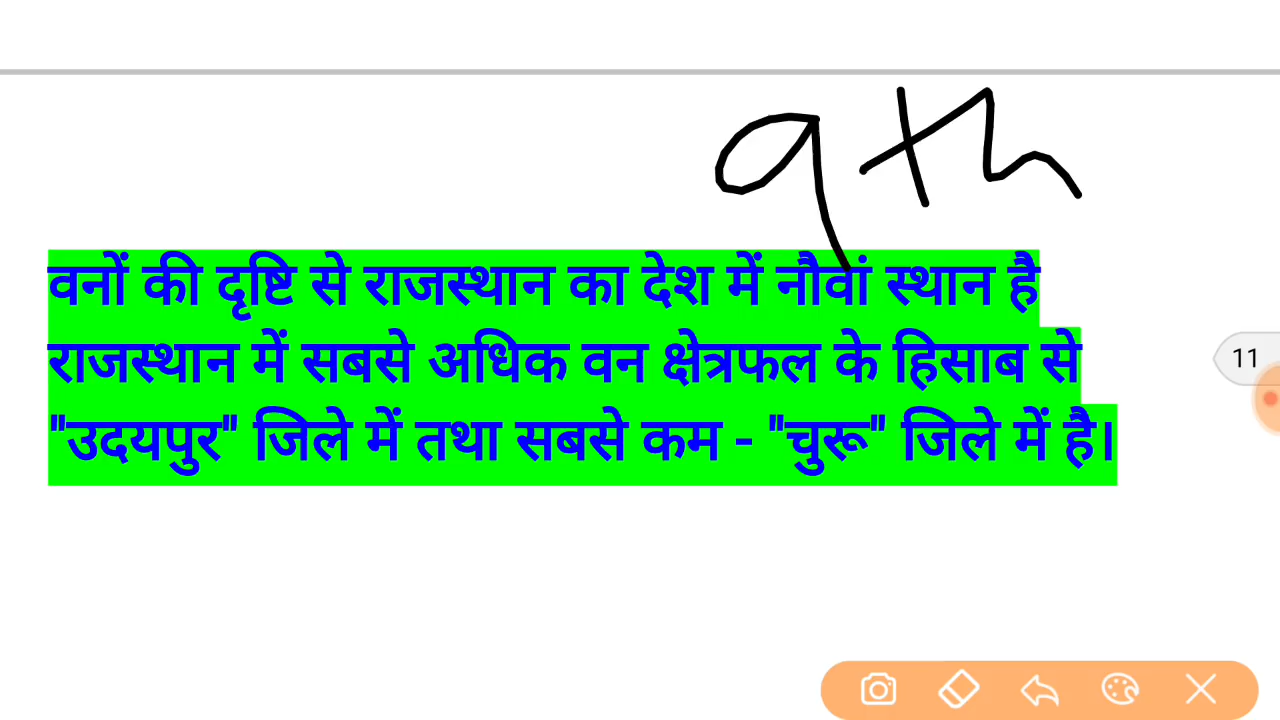 9th
वनों की दृष्टि से राजस्थान का देश में नौवां स्थान है
राजस्थान में सबसे अधिक वन क्षेत्रफल के हिसाब से
"उदयपुर" जिले में तथा सबसे कम - "चुरू" जिले में है।
11